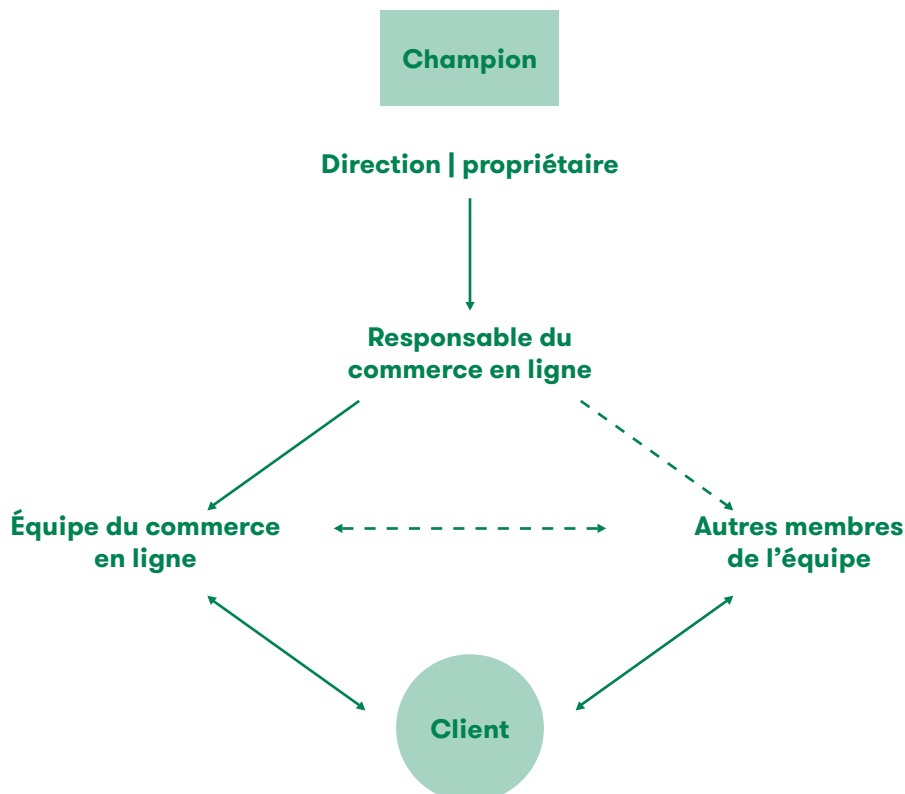 Champion
Direction | propriétaire
Responsable du
commerce en ligne
Équipe du commerce
en ligne
Autres membres
de l’équipe
Client